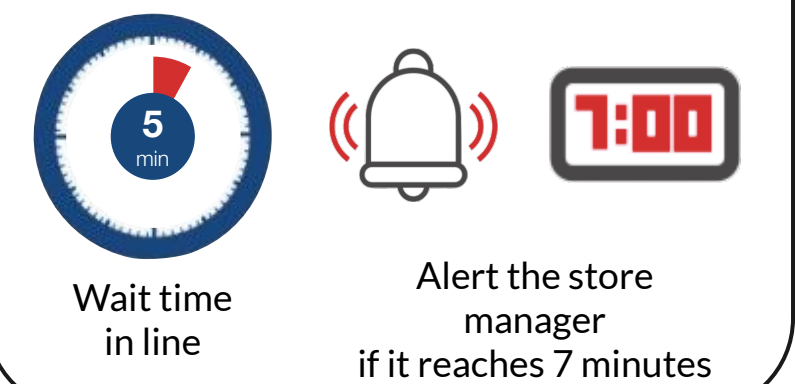 5
min
7:00
Wait time
in line
Alert the store
manager
if it reaches 7 minutes